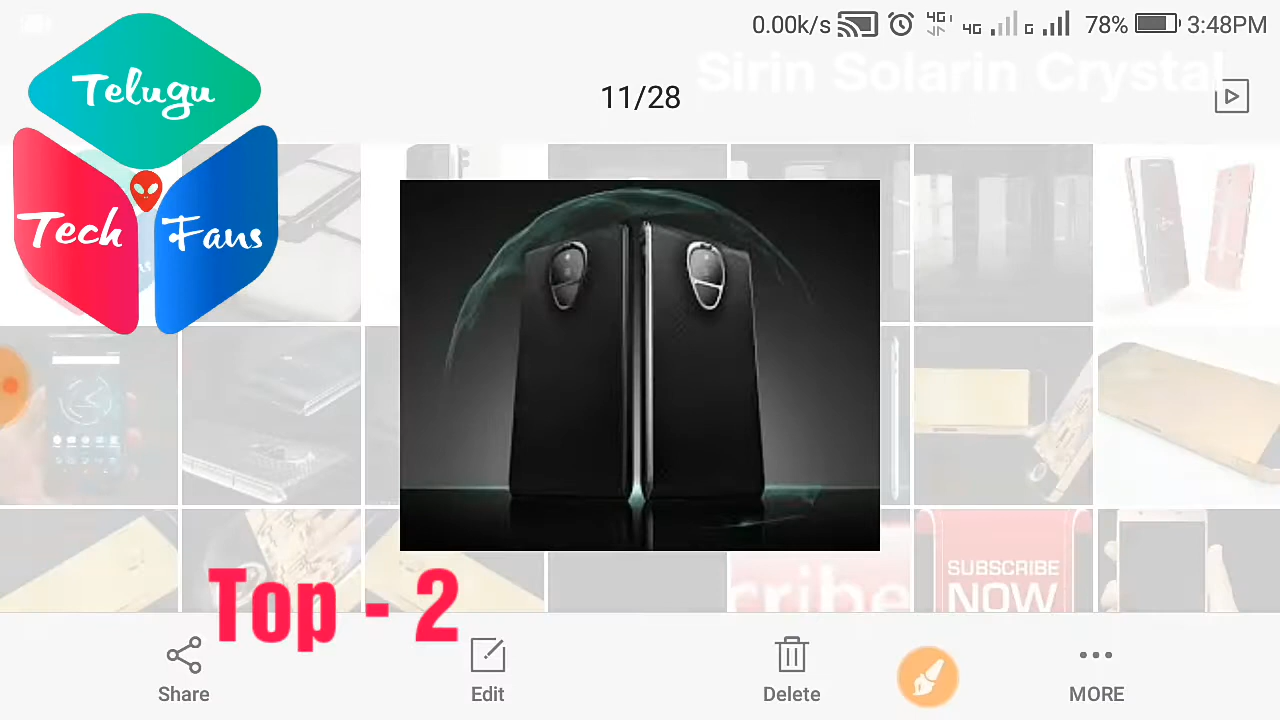 0.00k/s 4G 4G G 78% 3:48PM
Sirin Solarin Crystal
11/28
Telugu
Tech Fans
SUBSCRIBE
NOW
cribe
Top - 2
Share Edit Delete MORE